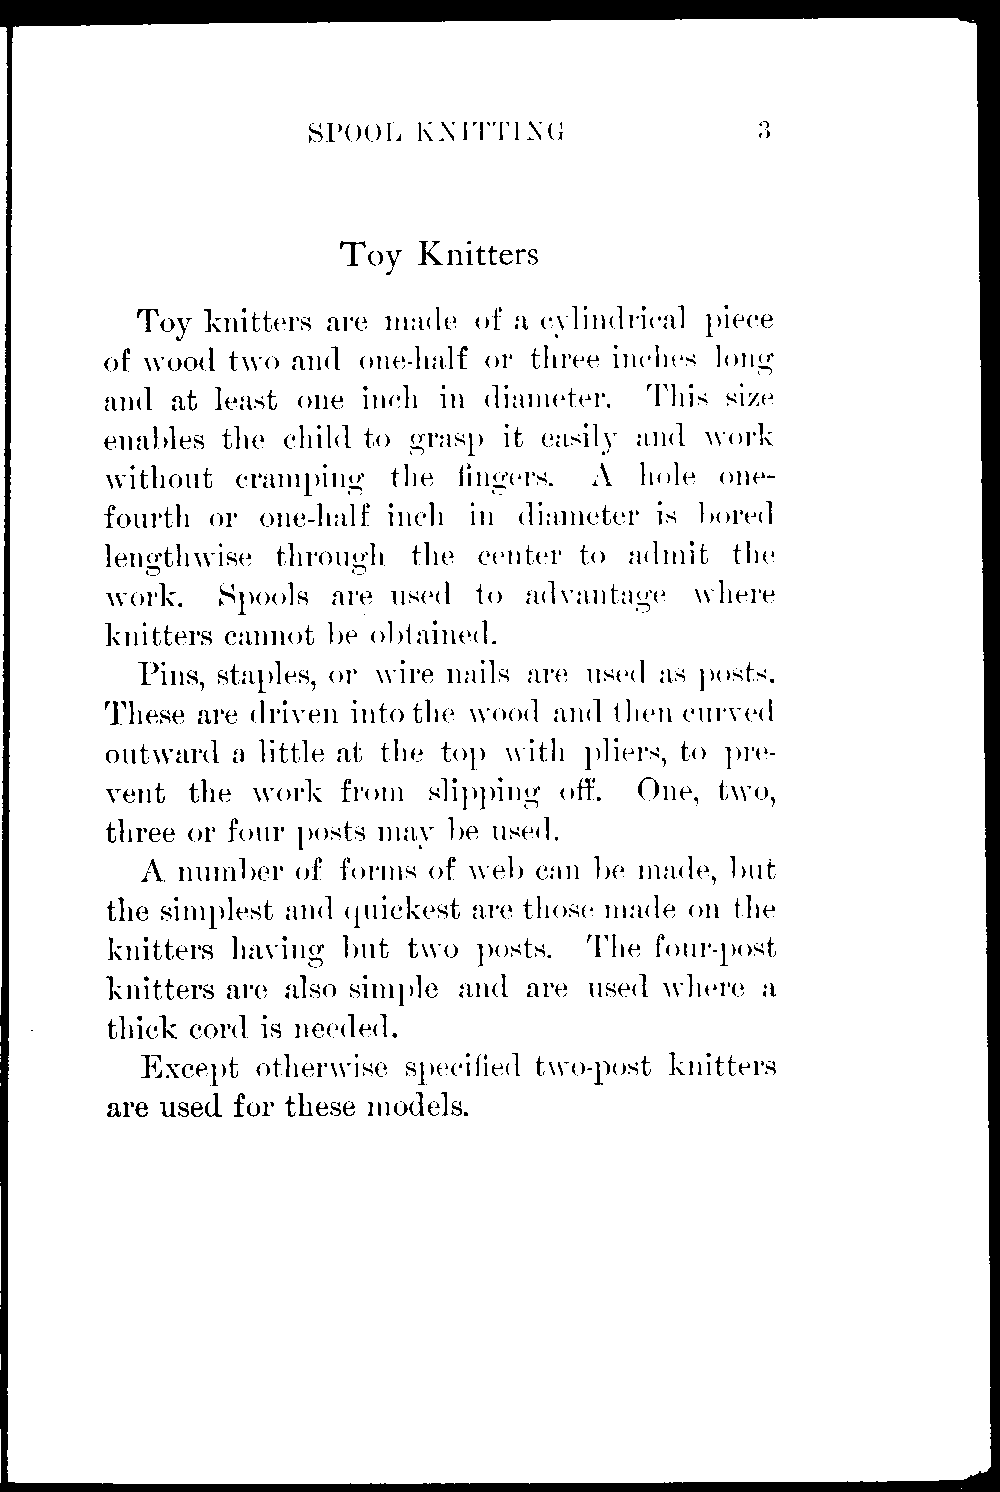 SPOOL KNITTING 3
Toy Knitters
Toy knitters are made of a cylindrical piece
of wood two and one-half or three inches long
and at least one inch in diameter. This size
enables the child to grasp it easily and work
without cramping the fingers. A hole one-
fourth or one-half inch in diameter is bored
lengthwise through the center to admit the
work. Spools are used to advantage where
knitters cannot be obtained.
Pins, staples, or wire nails are used as posts.
These are driven into the wood and then curved
outward a little at the top with pliers, to pre-
vent the work from slipping off. One, two,
three or four posts may be used.
A number of forms of web can be made, but
the simplest and quickest are those made on the
knitters having but two posts. The four-post
knitters are also simple and are used where a
thick cord is needed.
Except otherwise specified two-post knitters
are used for these models.